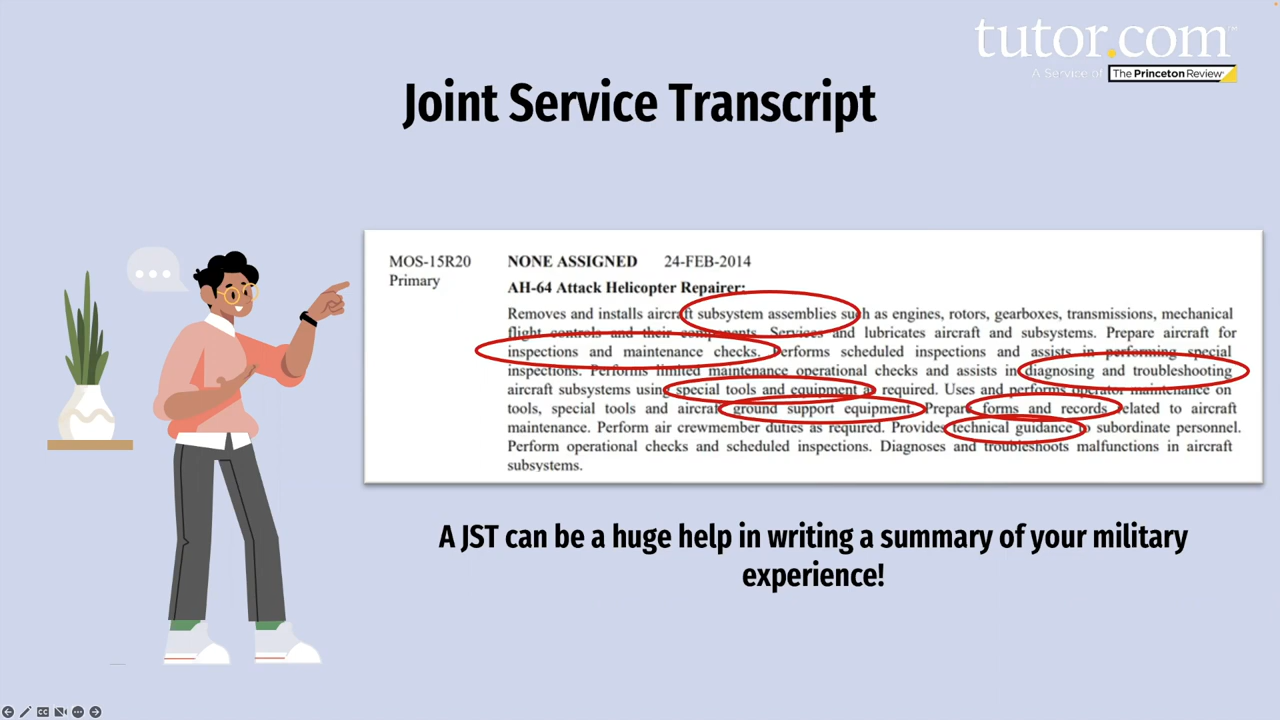 tutor.com™
A Service of The Princeton Review
Joint Service Transcript
MOS-15R20 NONE ASSIGNED 24-FEB-2014
Primary
AH-64 Attack Helicopter Repairer:
Removes and installs aircraft subsystem assemblies such as engines, rotors, gearboxes, transmissions, mechanical
flight controls and their components. Services and lubricates aircraft and subsystems. Prepare aircraft for
inspections and maintenance checks. Performs scheduled inspections and assists in performing special
inspections. Performs limited maintenance operational checks and assists in diagnosing and troubleshooting
aircraft subsystems using special tools and equipment as required. Uses and performs operator maintenance on
tools, special tools and aircraft ground support equipment. Prepare forms and records related to aircraft
maintenance. Perform air crewmember duties as required. Provides technical guidance to subordinate personnel.
Perform operational checks and scheduled inspections. Diagnoses and troubleshoots malfunctions in aircraft
subsystems.
A JST can be a huge help in writing a summary of your military
experience!
CC